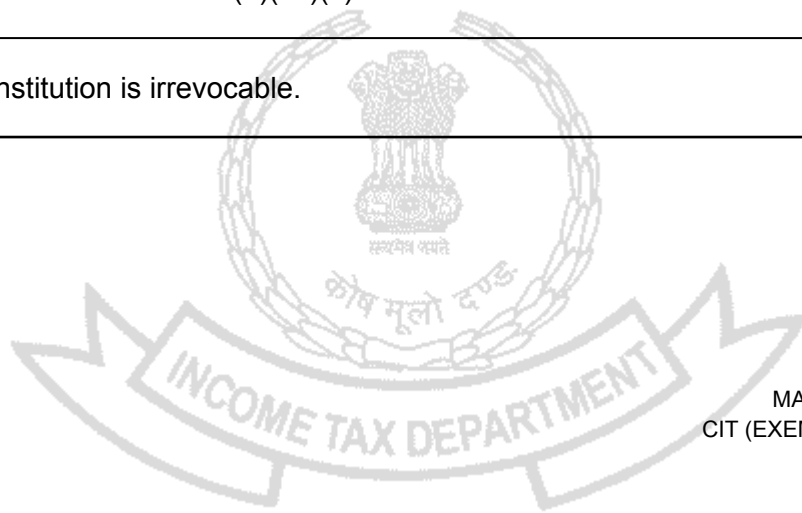 nstitution is irrevocable.
सत्यमेव जयते
कोष मूलो दण्ड:
INCOME TAX DEPARTMENT
MA
CIT (EXEM